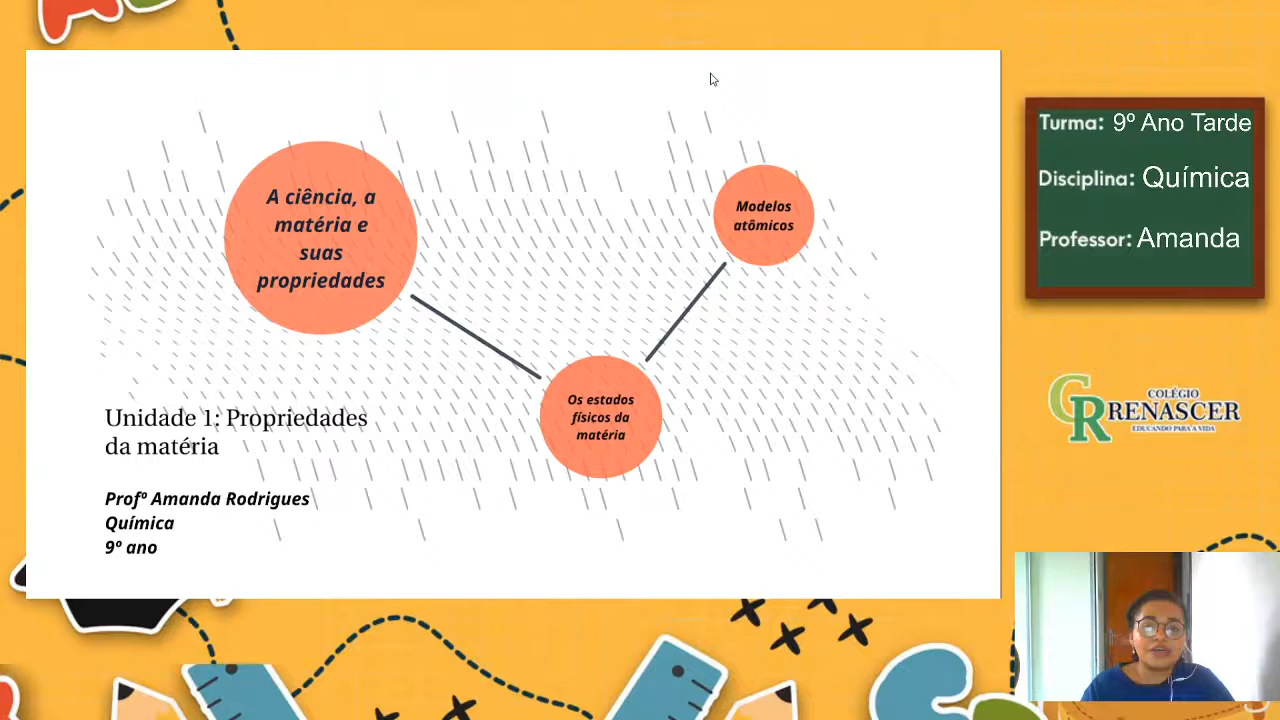 A ciência, a
matéria e
suas
propriedades
Modelos
atômicos
Os estados
físicos da
matéria
Unidade 1: Propriedades
da matéria
Profª Amanda Rodrigues
Química
9º ano
Turma: 9º Ano Tarde
Disciplina: Química
Professor: Amanda
CR
COLÉGIO
RENASCER
EDUCANDO PARA A VIDA